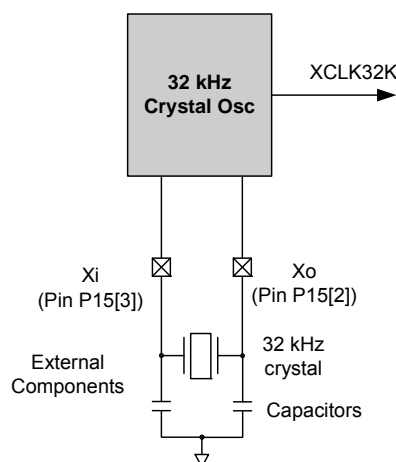 32 kHz
Crystal Osc
XCLK32K
Xi
(Pin P15[3])
Xo
(Pin P15[2])
External
Components
32 kHz
crystal
Capacitors